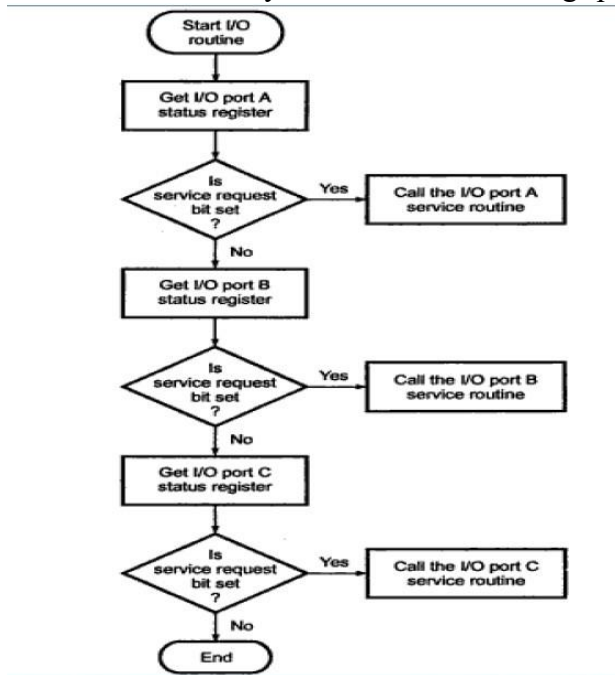 Start I/O
routine
Get I/O port A
status register
Is
service request
bit set
?
Yes
Call the I/O port A
service routine
No
Get I/O port B
status register
Is
service request
bit set
?
Yes
Call the I/O port B
service routine
No
Get I/O port C
status register
Is
service request
bit set
?
Yes
Call the I/O port C
service routine
No
End